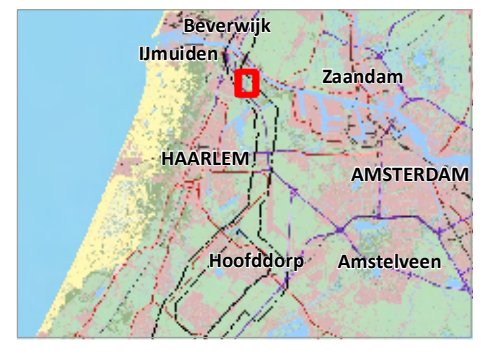 Beverwijk
IJmuiden
Zaandam
HAARLEM
AMSTERDAM
Hoofddorp
Amstelveen